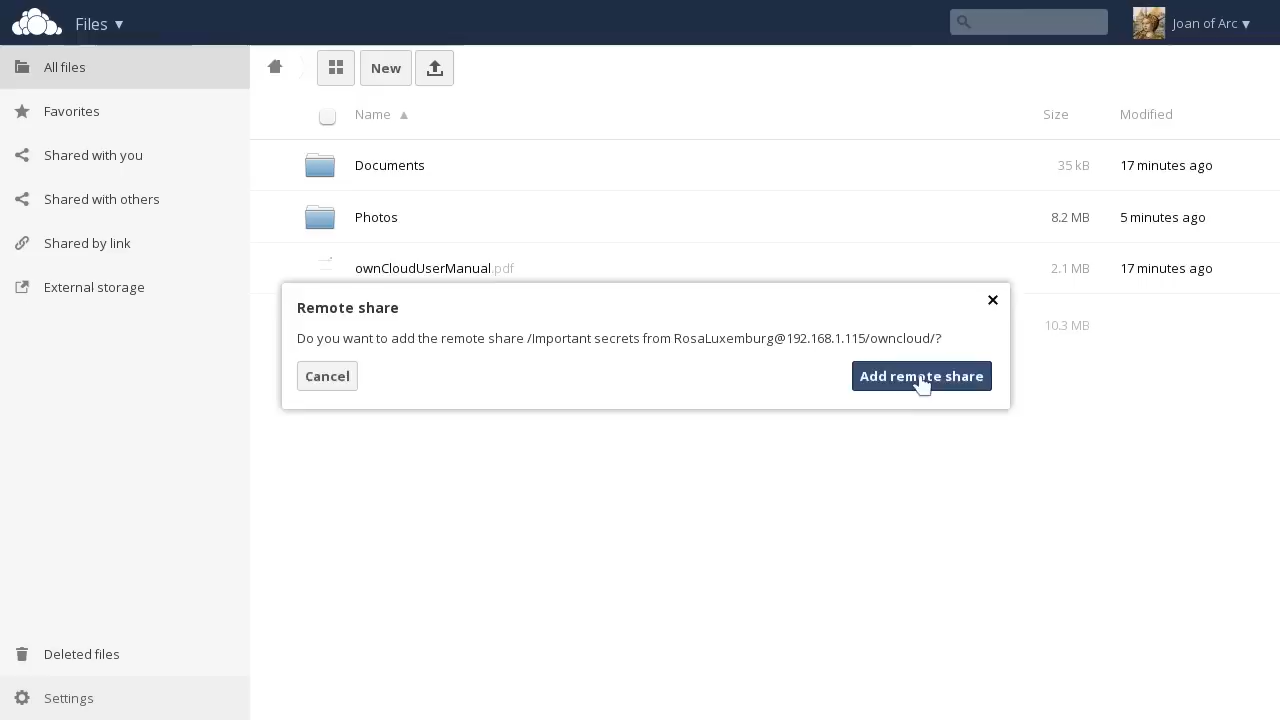 Files ▼
Joan of Arc ▼
All files
Favorites
Shared with you
Shared with others
Shared by link
External storage
Deleted files
Settings
New
Name ▲ Size Modified
Documents 35 kB 17 minutes ago
Photos 8.2 MB 5 minutes ago
ownCloudUserManual.pdf 2.1 MB 17 minutes ago
10.3 MB
Remote share
Do you want to add the remote share /Important secrets from RosaLuxemburg@192.168.1.115/owncloud/?
Cancel Add remote share